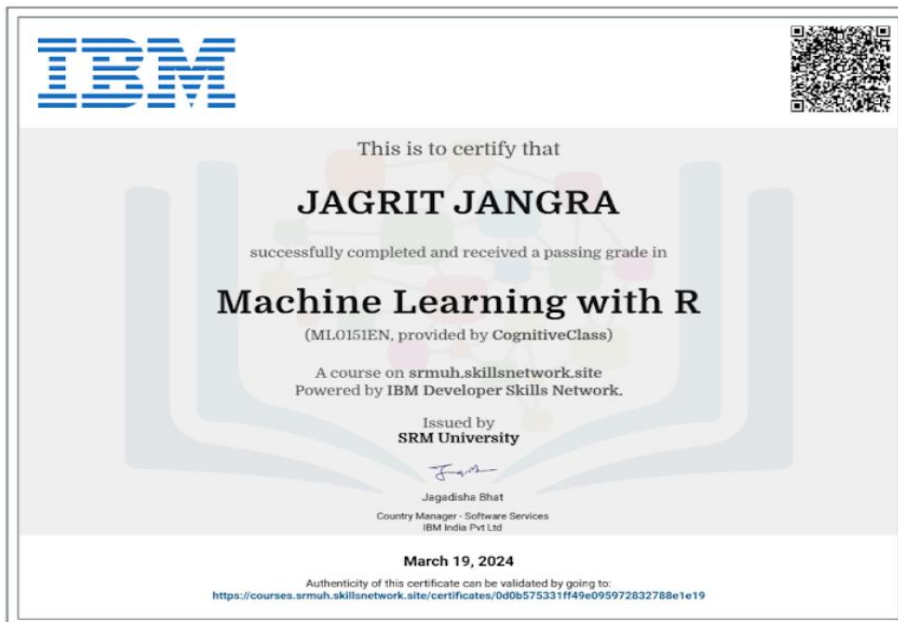 IBM
This is to certify that
JAGRIT JANGRA
successfully completed and received a passing grade in
Machine Learning with R
(ML0151EN, provided by CognitiveClass)
A course on srmuh.skillsnetwork.site
Powered by IBM Developer Skills Network.
Issued by
SRM University
Jagadisha Bhat
Country Manager - Software Services
IBM India Pvt Ltd
March 19, 2024
Authenticity of this certificate can be validated by going to:
https://courses.srmuh.skillsnetwork.site/certificates/0d0b575331ff49e095972832788e1e19